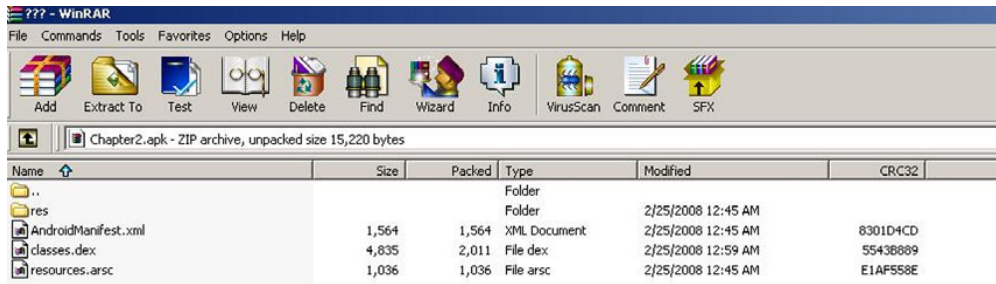 ??? - WinRAR
File Commands Tools Favorites Options Help
Add Extract To Test View Delete Find Wizard Info VirusScan Comment SFX
Chapter2.apk - ZIP archive, unpacked size 15,220 bytes
Name Size Packed Type Modified CRC32
.. Folder
res Folder 2/25/2008 12:45 AM
AndroidManifest.xml 1,564 1,564 XML Document 2/25/2008 12:45 AM 8301D4CD
classes.dex 4,835 2,011 File dex 2/25/2008 12:59 AM 5543B889
resources.arsc 1,036 1,036 File arsc 2/25/2008 12:45 AM E1AF558E